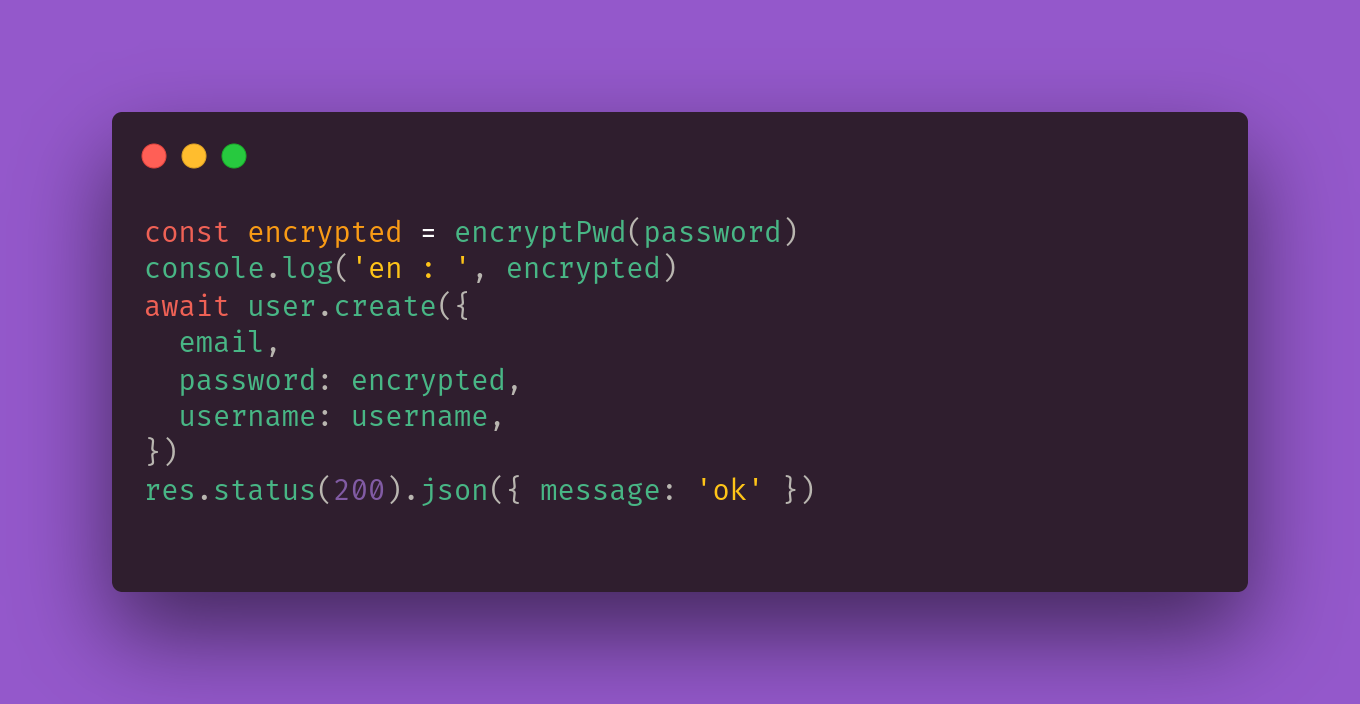 const encrypted = encryptPwd(password)
console.log('en : ', encrypted)
await user.create({
  email,
  password: encrypted,
  username: username,
})
res.status(200).json({ message: 'ok' })